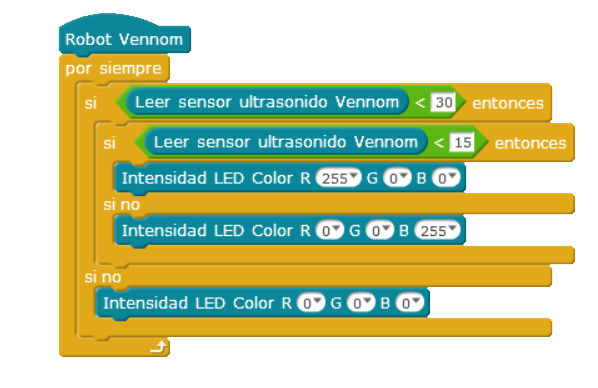 Robot Vennom
por siempre
si Leer sensor ultrasonido Vennom < 30 entonces
si Leer sensor ultrasonido Vennom < 15 entonces
Intensidad LED Color R 255 G 0 B 0
si no
Intensidad LED Color R 0 G 0 B 255
si no
Intensidad LED Color R 0 G 0 B 0